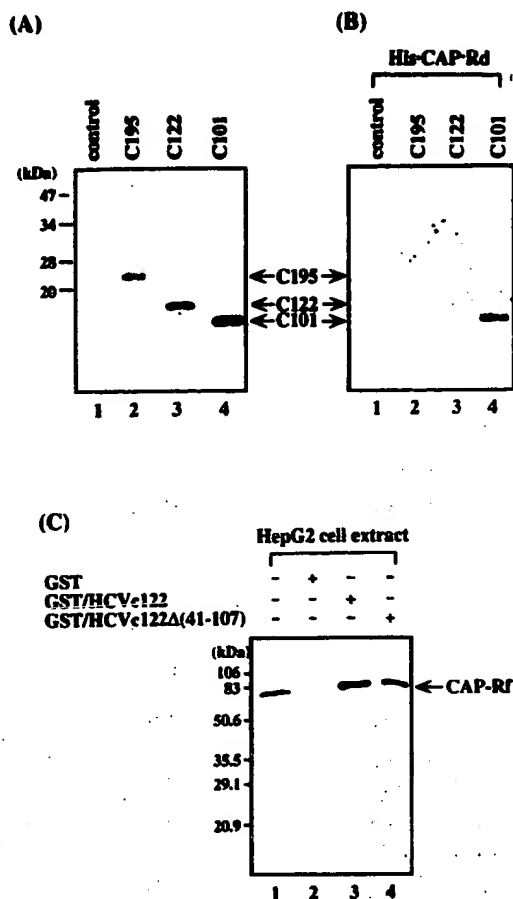 (A)
control
C195
C122
C101
(kDa)
47
34
28
20
1 2 3 4
C195
C122
C101
(B)
His-CAP-Rd
control
C195
C122
C101
1 2 3 4
(C)
HepG2 cell extract
GST - + - -
GST/HCVc122 - - + -
GST/HCVc122Δ(41-107) - - - +
(kDa)
106
83
50.6
35.5
29.1
20.9
CAP-Rf
1 2 3 4